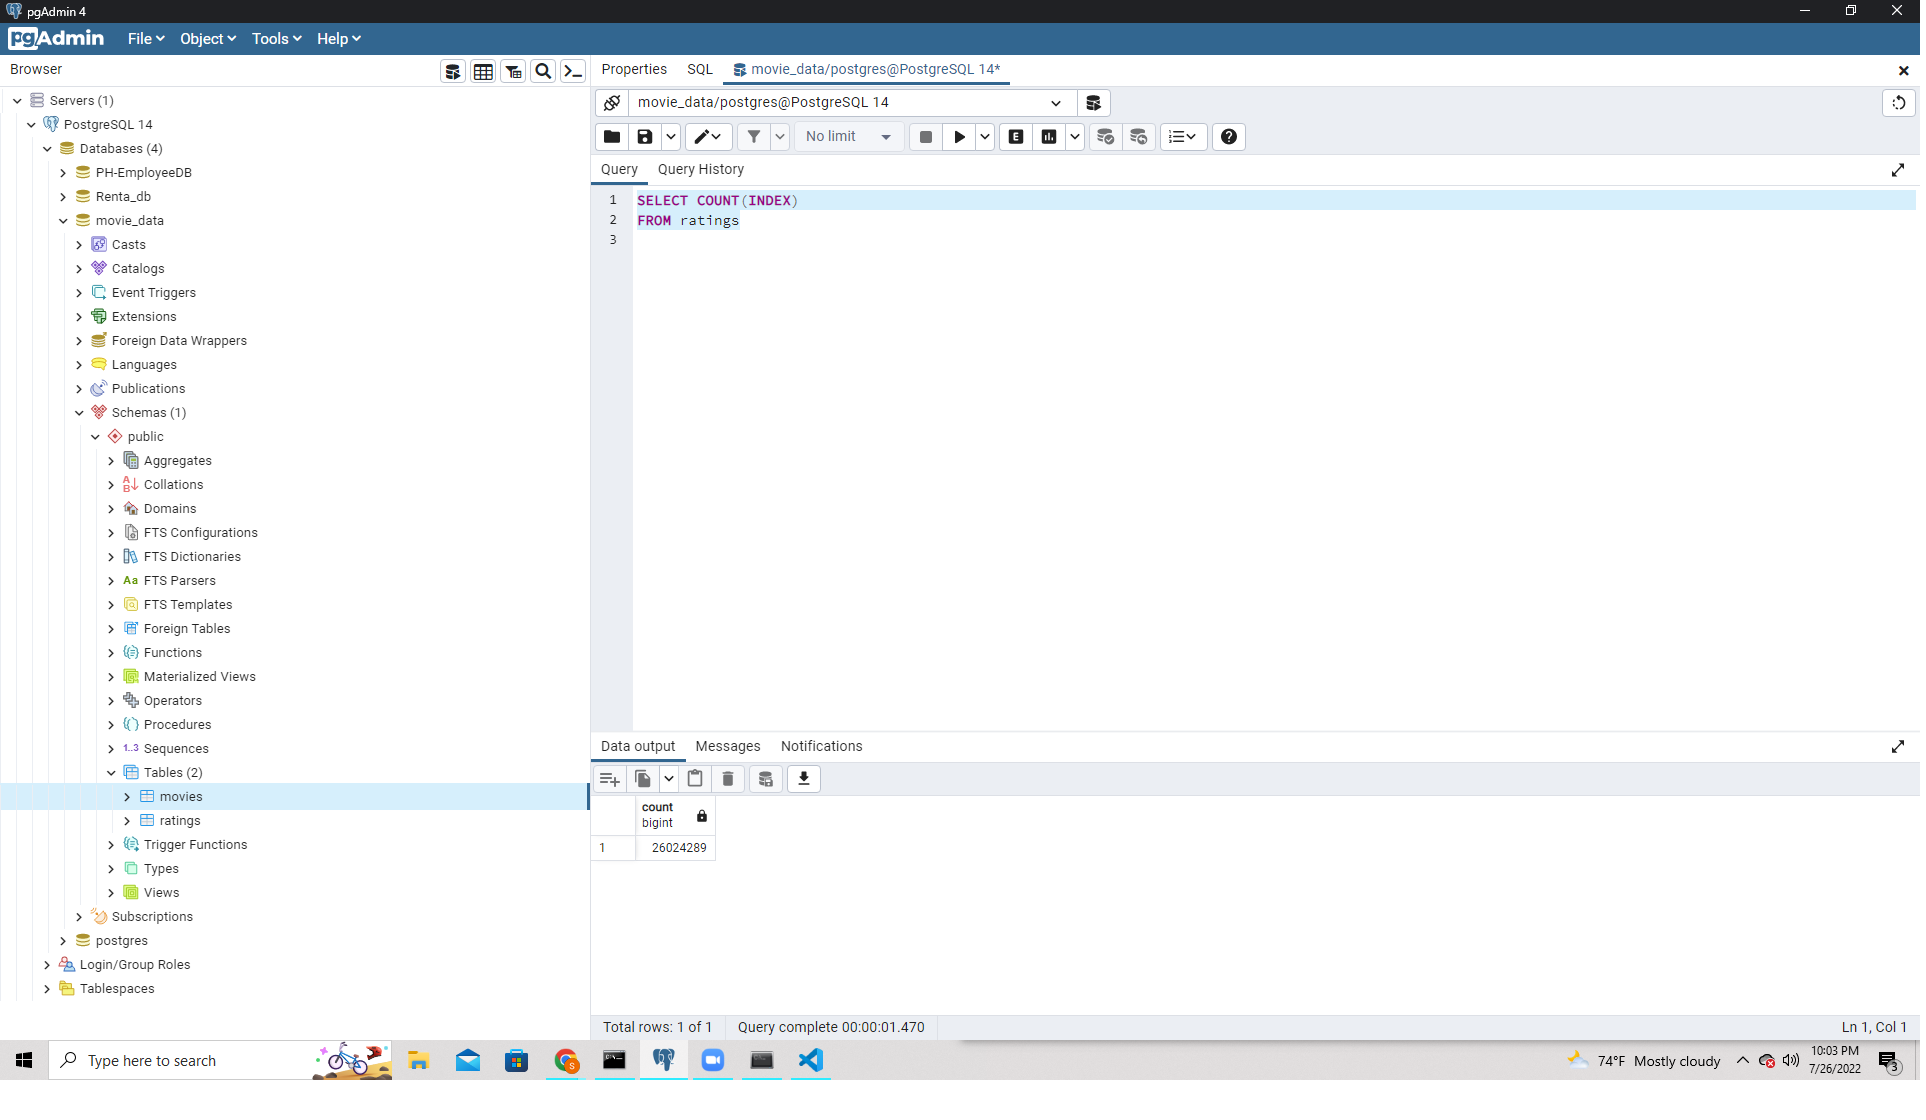 pgAdmin 4
pgAdmin File Object Tools Help
Browser
Properties SQL movie_data/postgres@PostgreSQL 14*
Servers (1)
PostgreSQL 14
Databases (4)
PH-EmployeeDB
Renta_db
movie_data
Casts
Catalogs
Event Triggers
Extensions
Foreign Data Wrappers
Languages
Publications
Schemas (1)
public
Aggregates
Collations
Domains
FTS Configurations
FTS Dictionaries
Aa FTS Parsers
FTS Templates
Foreign Tables
Functions
Materialized Views
Operators
Procedures
1..3 Sequences
Tables (2)
movies
ratings
Trigger Functions
Types
Views
Subscriptions
postgres
Login/Group Roles
Tablespaces
movie_data/postgres@PostgreSQL 14
No limit E
Query Query History
1 SELECT COUNT(INDEX)
2 FROM ratings
3
Data output Messages Notifications
count
bigint
1 26024289
Total rows: 1 of 1 Query complete 00:00:01.470 Ln 1, Col 1
Type here to search
S
74°F Mostly cloudy
10:03 PM
7/26/2022
3